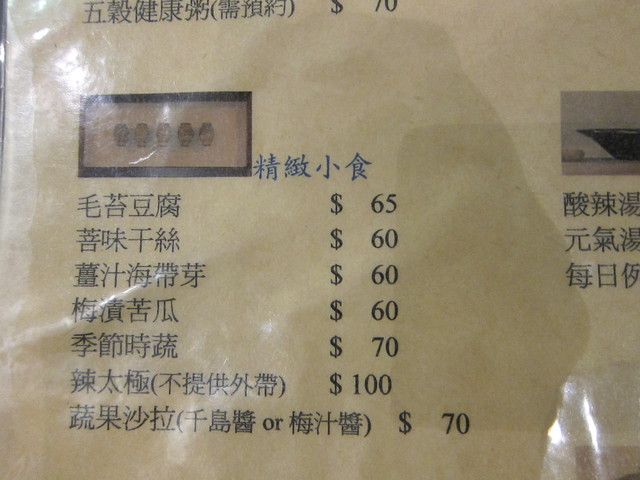 五穀健康粥(需預約) $ 70
精緻小食
毛苔豆腐 $ 65
菩味干絲 $ 60
薑汁海帶芽 $ 60
梅漬苦瓜 $ 60
季節時蔬 $ 70
辣太極(不提供外帶) $ 100
蔬果沙拉(千島醬 or 梅汁醬) $ 70
酸辣湯
元氣湯
每日例